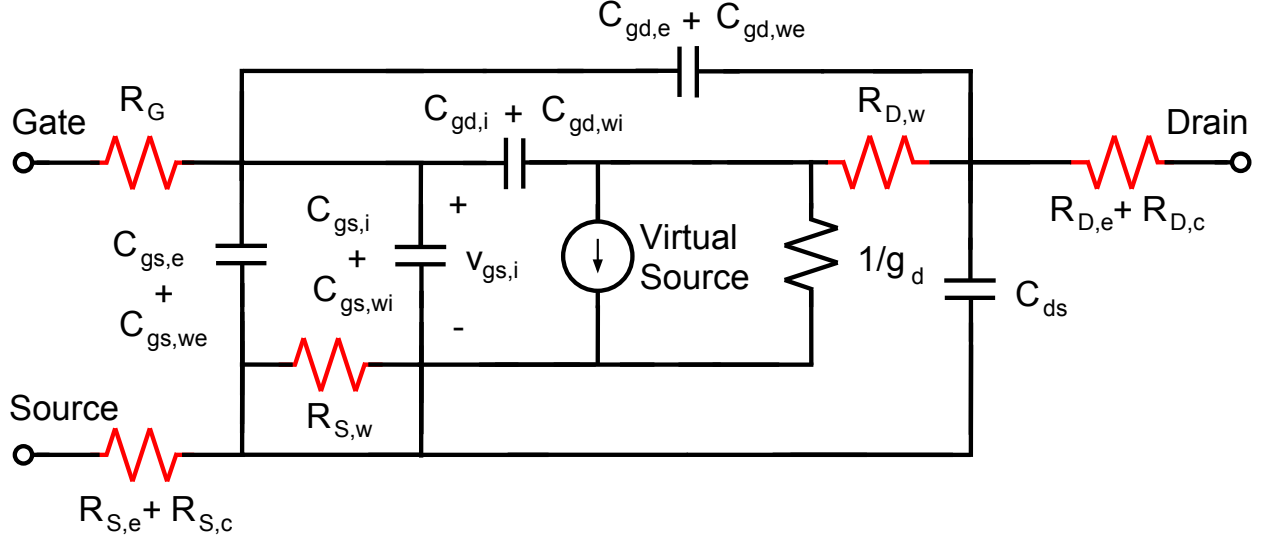 C_gd,e + C_gd,we
R_G
C_gd,i + C_gd,wi
R_D,w
Gate
Drain
C_gs,e
+
C_gs,we
C_gs,i
+
C_gs,wi
+
v_gs,i
-
Virtual
Source
1/g_d
R_D,e + R_D,c
C_ds
R_S,w
Source
R_S,e + R_S,c